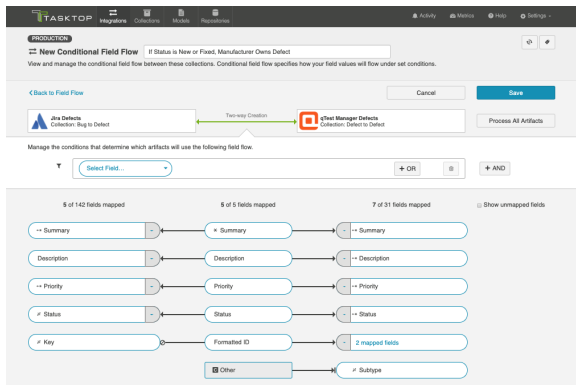 TASKTOP
Integrations
Collections
Models
Repositories
Activity
Metrics
Help
Settings
PRODUCTION
New Conditional Field Flow
If Status is New or Fixed, Manufacturer Owns Defect
View and manage the conditional field flow between these collections. Conditional field flow specifies how your field values will flow under set conditions.
Back to Field Flow
Cancel
Save
Jira Defects
Collection: Bug to Defect
Two-way Creation
qTest Manager Defects
Collection: Defect to Defect
Process All Artifacts
Manage the conditions that determine which artifacts will use the following field flow.
Select Field...
+ OR
+ AND
5 of 142 fields mapped
5 of 5 fields mapped
7 of 31 fields mapped
Show unmapped fields
Summary
Summary
Summary
Description
Description
Description
Priority
Priority
Priority
Status
Status
Status
Key
Formatted ID
2 mapped fields
Other
Subtype